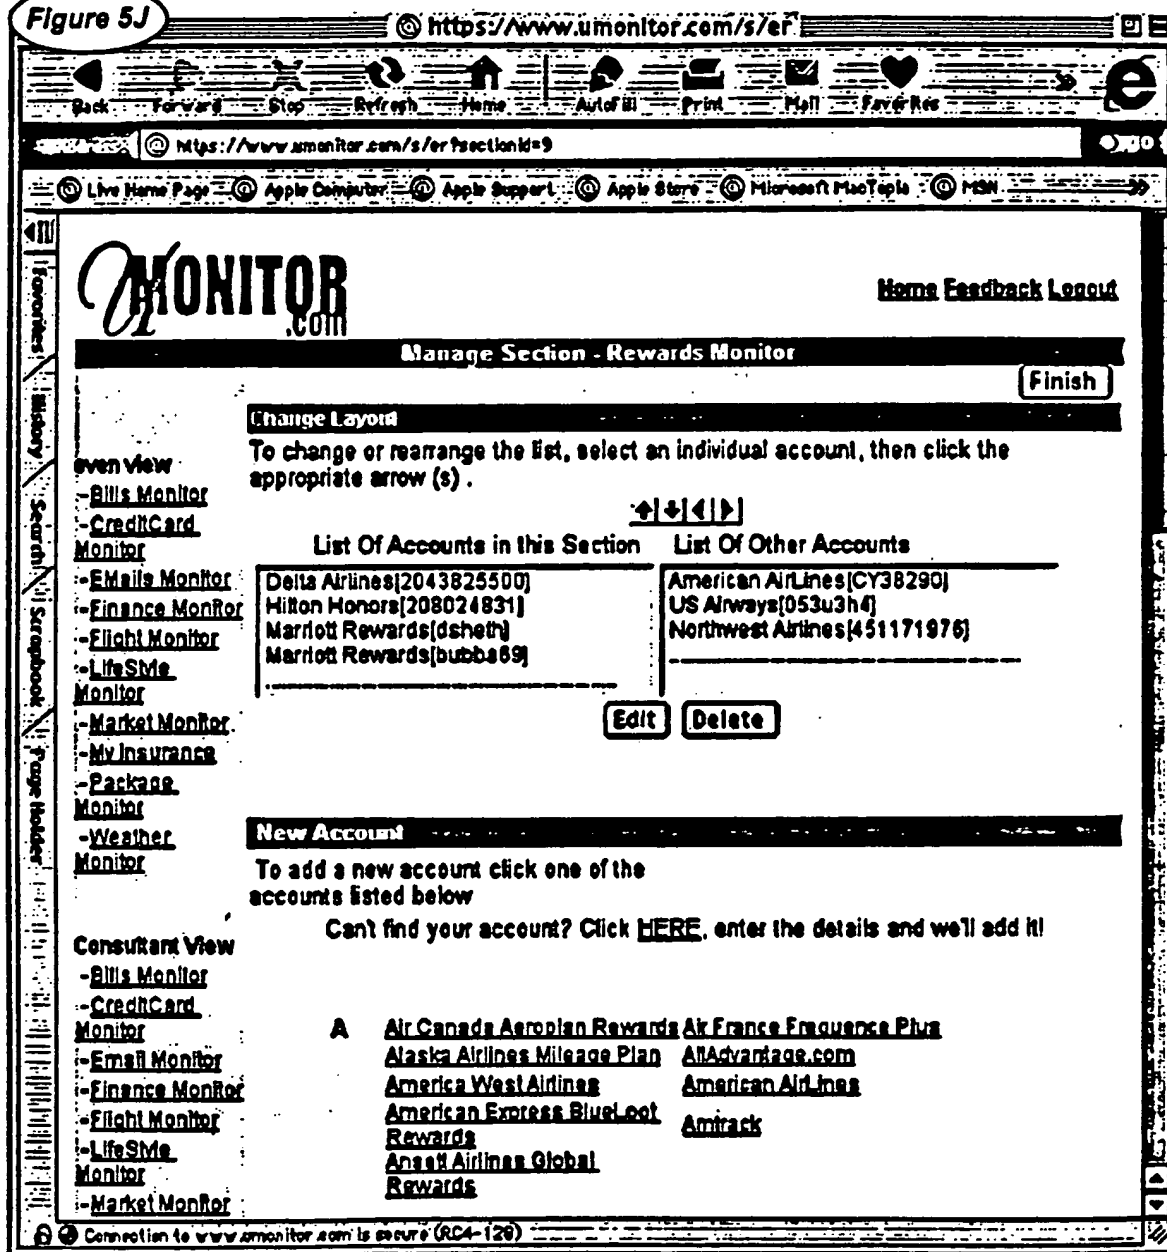 Figure 5J
https://www.umonitor.com/s/er
Back Forward Stop Refresh Home AutoFill Print Mail Favorites
https://www.umonitor.com/s/er?sectionId=9
Live Home Page Apple Computer Apple Support Apple Store Microsoft MacTopia MSN
Favorites
History
Search
Scrapbook
Page Holder
UMONITOR
.com
Home Feedback Logout
Manage Section - Rewards Monitor
Finish
Change Layout
To change or rearrange the list, select an individual account, then click the
appropriate arrow (s) .
List Of Accounts in this Section List Of Other Accounts
Delta Airlines[2043825500]
Hilton Honors[208024831]
Marriott Rewards[dsheth]
Marriott Rewards[bubba69]
American AirLines[CY38290]
US Airways[053u3h4]
Northwest Airlines[451171976]
Edit Delete
even view
-Bills Monitor
-CreditCard
Monitor
-EMails Monitor
-Finance Monitor
-Flight Monitor
-LifeStyle
Monitor
-Market Monitor
-My Insurance
-Package
Monitor
-Weather
Monitor
New Account
To add a new account click one of the
accounts listed below
Can't find your account? Click HERE, enter the details and we'll add it!
Consultant View
-Bills Monitor
-CreditCard
Monitor
-Email Monitor
-Finance Monitor
-Flight Monitor
-LifeStyle
Monitor
-Market Monitor
A
Air Canada Aeroplan Rewards Air France Frequence Plus
Alaska Airlines Mileage Plan AllAdvantage.com
America West Airlines American AirLines
American Express BlueLoot
Rewards
Amtrack
Ansett Airlines Global
Rewards
Connection to www.umonitor.com is secure (RC4-128)